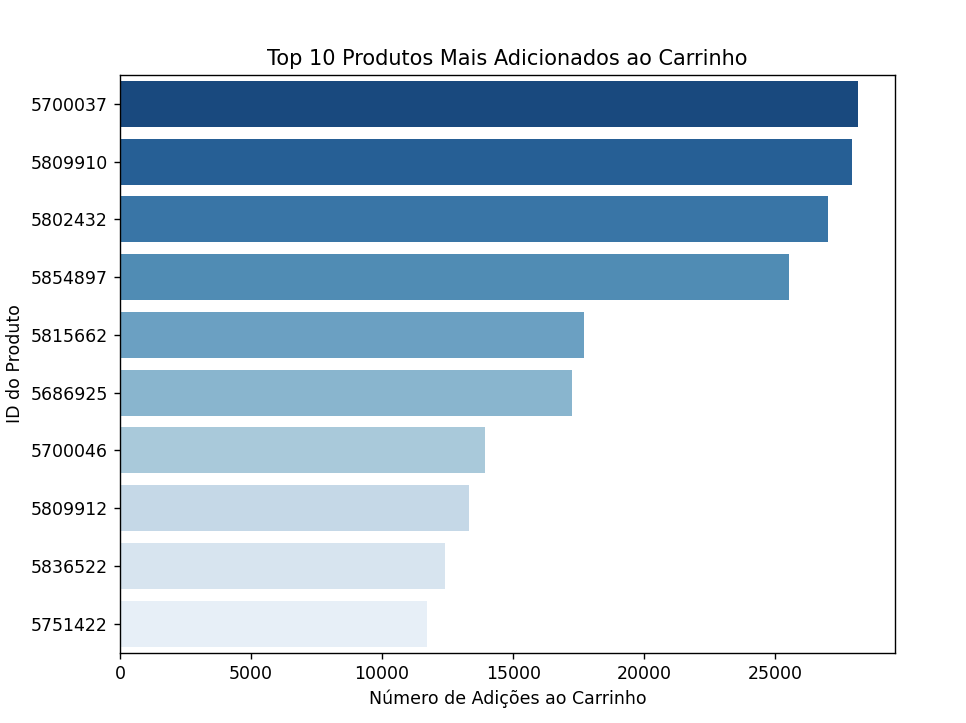 Top 10 Produtos Mais Adicionados ao Carrinho
ID do Produto
5700037
5809910
5802432
5854897
5815662
5686925
5700046
5809912
5836522
5751422
0 5000 10000 15000 20000 25000
Número de Adições ao Carrinho